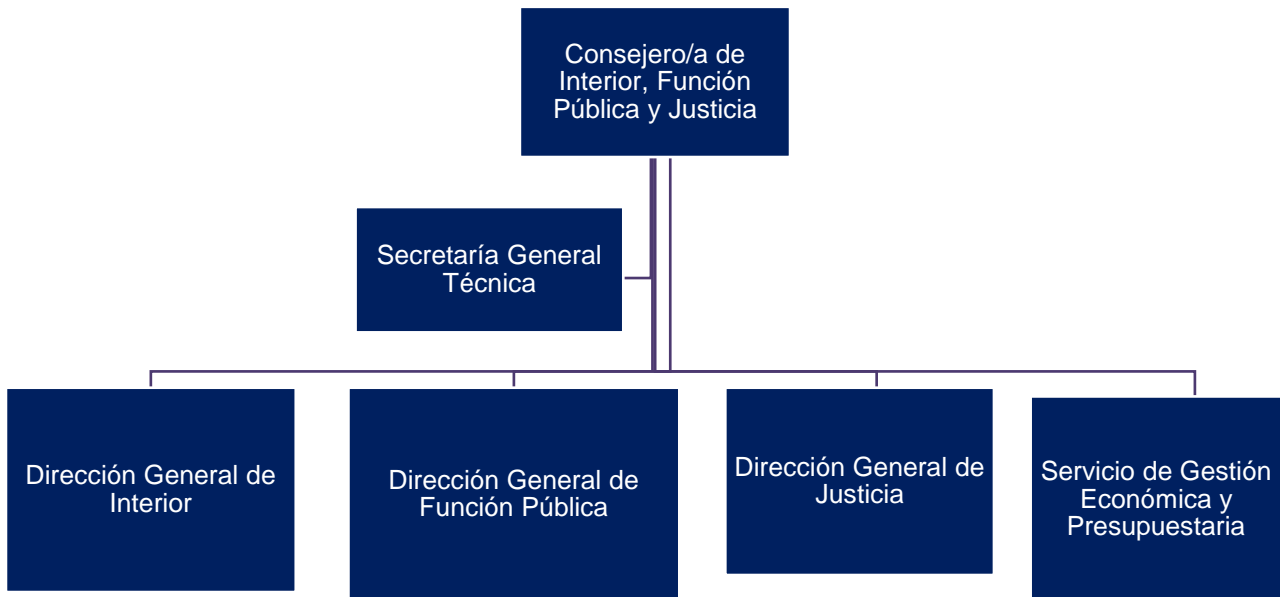 Consejero/a de
Interior, Función
Pública y Justicia
Secretaría General
Técnica
Dirección General de
Interior
Dirección General de
Función Pública
Dirección General de
Justicia
Servicio de Gestión
Económica y
Presupuestaria